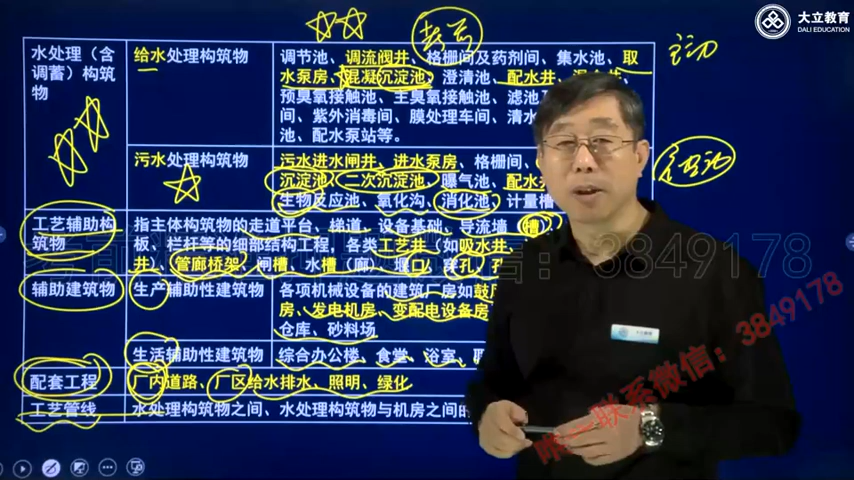 大立教育
DALI EDUCATION
水处理（含调蓄）构筑物
给水处理构筑物
调节池、调流阀井、格栅间及药剂间、集水池、取
水泵房、混凝沉淀池、澄清池、配水井、
预臭氧接触池、主臭氧接触池、滤池
间、紫外消毒间、膜处理车间、清水
池、配水泵站等。
污水处理构筑物
污水进水闸井、进水泵房、格栅间、
沉淀池、二次沉淀池、曝气池、配水
生物反应池、氧化沟、消化池、计量槽
工艺辅助构筑物
指主体构筑物的走道平台、梯道、设备基础、导流墙（槽）
板、栏杆等的细部结构工程，各类工艺井（如吸水井、
井）、管廊桥架、闸槽、水槽（廊）、堰口、穿孔、孔
辅助建筑物
生产辅助性建筑物
各项机械设备的建筑厂房如鼓
房、发电机房、变配电设备房
仓库、砂料场
生活辅助性建筑物
综合办公楼、食堂、浴室、
配套工程
厂内道路、厂区给水排水、照明、绿化
工艺管线
水处理构筑物之间、水处理构筑物与机房之间的
大立教育
3849178
唯一联系微信：3849178